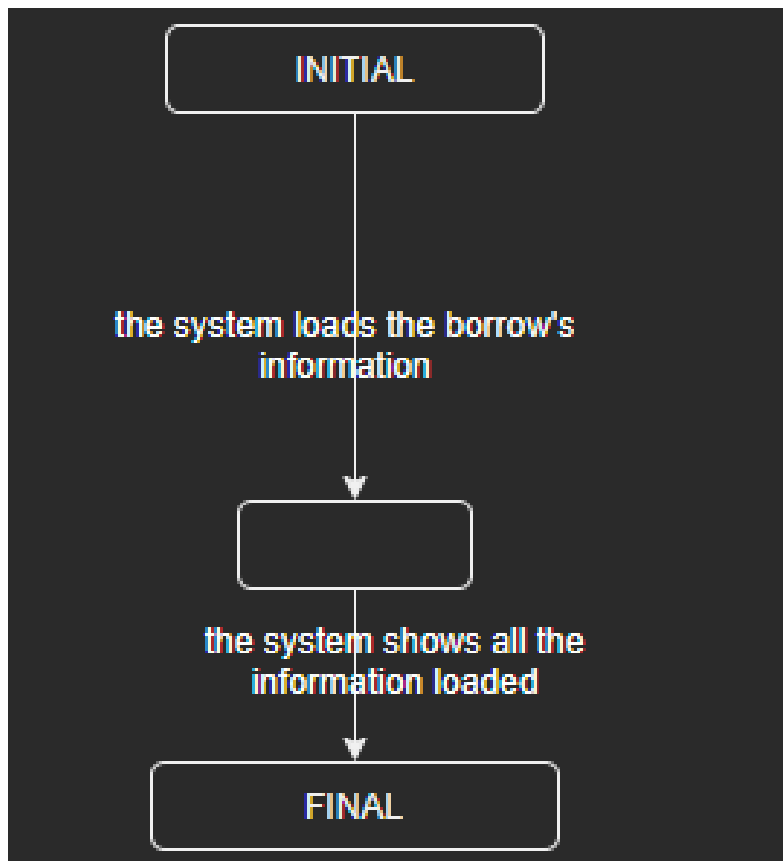 INITIAL
the system loads the borrow's
information
the system shows all the
information loaded
FINAL